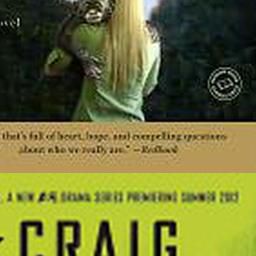 ovel
that's full of heart, hope, and compelling questions
about who we really are." —Redbook
A NEW A&E DRAMA SERIES PREMIERING SUMMER 2012
CRAIG